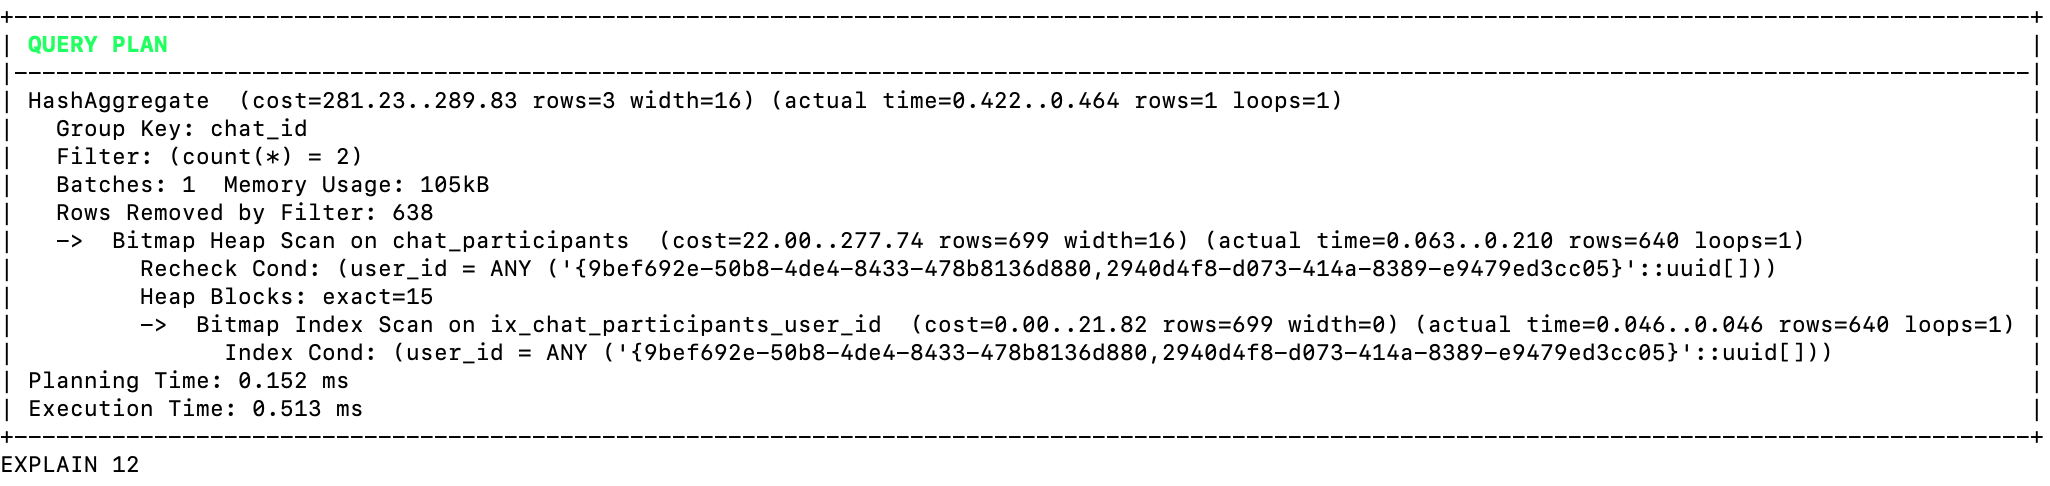 +------------------------------------------------------------------------------------------------------------------------------------------------+
| QUERY PLAN |
|------------------------------------------------------------------------------------------------------------------------------------------------|
| HashAggregate  (cost=281.23..289.83 rows=3 width=16) (actual time=0.422..0.464 rows=1 loops=1) |
|   Group Key: chat_id |
|   Filter: (count(*) = 2) |
|   Batches: 1  Memory Usage: 105kB |
|   Rows Removed by Filter: 638 |
|   ->  Bitmap Heap Scan on chat_participants  (cost=22.00..277.74 rows=699 width=16) (actual time=0.063..0.210 rows=640 loops=1) |
|         Recheck Cond: (user_id = ANY ('{9bef692e-50b8-4de4-8433-478b8136d880,2940d4f8-d073-414a-8389-e9479ed3cc05}'::uuid[])) |
|         Heap Blocks: exact=15 |
|         ->  Bitmap Index Scan on ix_chat_participants_user_id  (cost=0.00..21.82 rows=699 width=0) (actual time=0.046..0.046 rows=640 loops=1) |
|               Index Cond: (user_id = ANY ('{9bef692e-50b8-4de4-8433-478b8136d880,2940d4f8-d073-414a-8389-e9479ed3cc05}'::uuid[])) |
| Planning Time: 0.152 ms |
| Execution Time: 0.513 ms |
+------------------------------------------------------------------------------------------------------------------------------------------------+
EXPLAIN 12